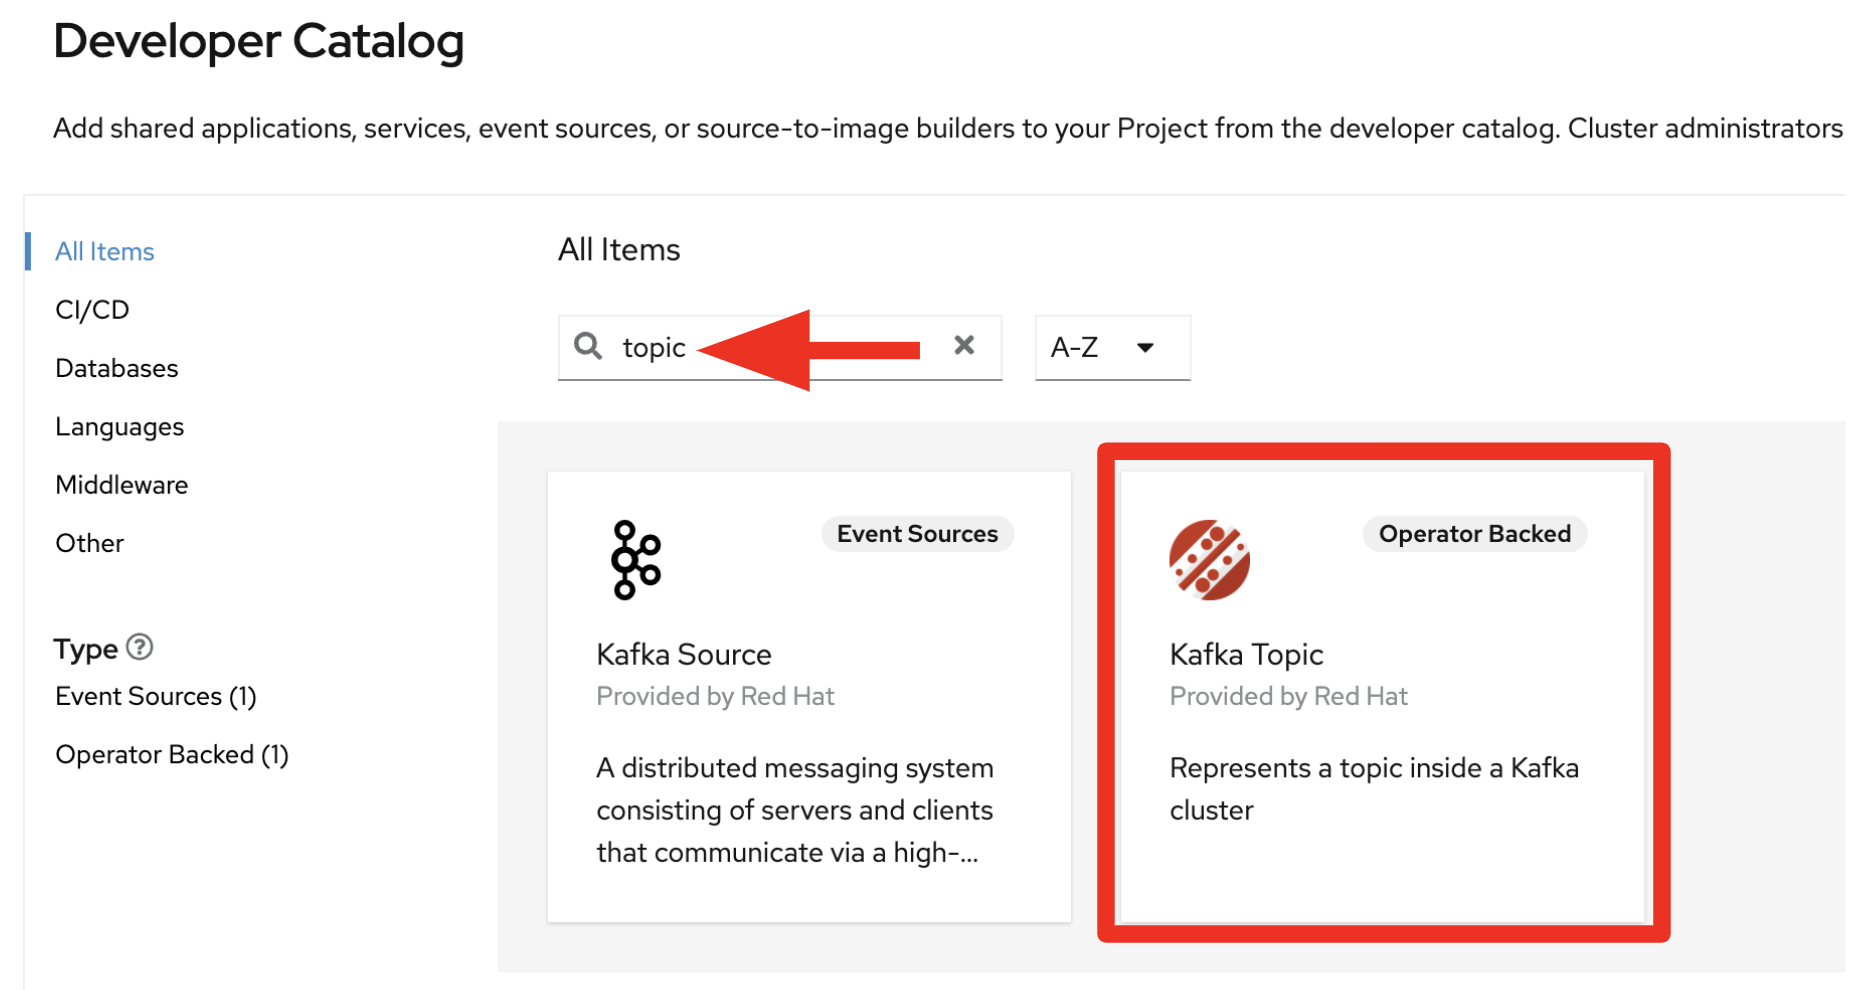 Developer Catalog
Add shared applications, services, event sources, or source-to-image builders to your Project from the developer catalog. Cluster administrators
All Items
CI/CD
Databases
Languages
Middleware
Other
Type
Event Sources (1)
Operator Backed (1)
All Items
topic
A-Z
Event Sources
Kafka Source
Provided by Red Hat
A distributed messaging system
consisting of servers and clients
that communicate via a high-...
Operator Backed
Kafka Topic
Provided by Red Hat
Represents a topic inside a Kafka
cluster